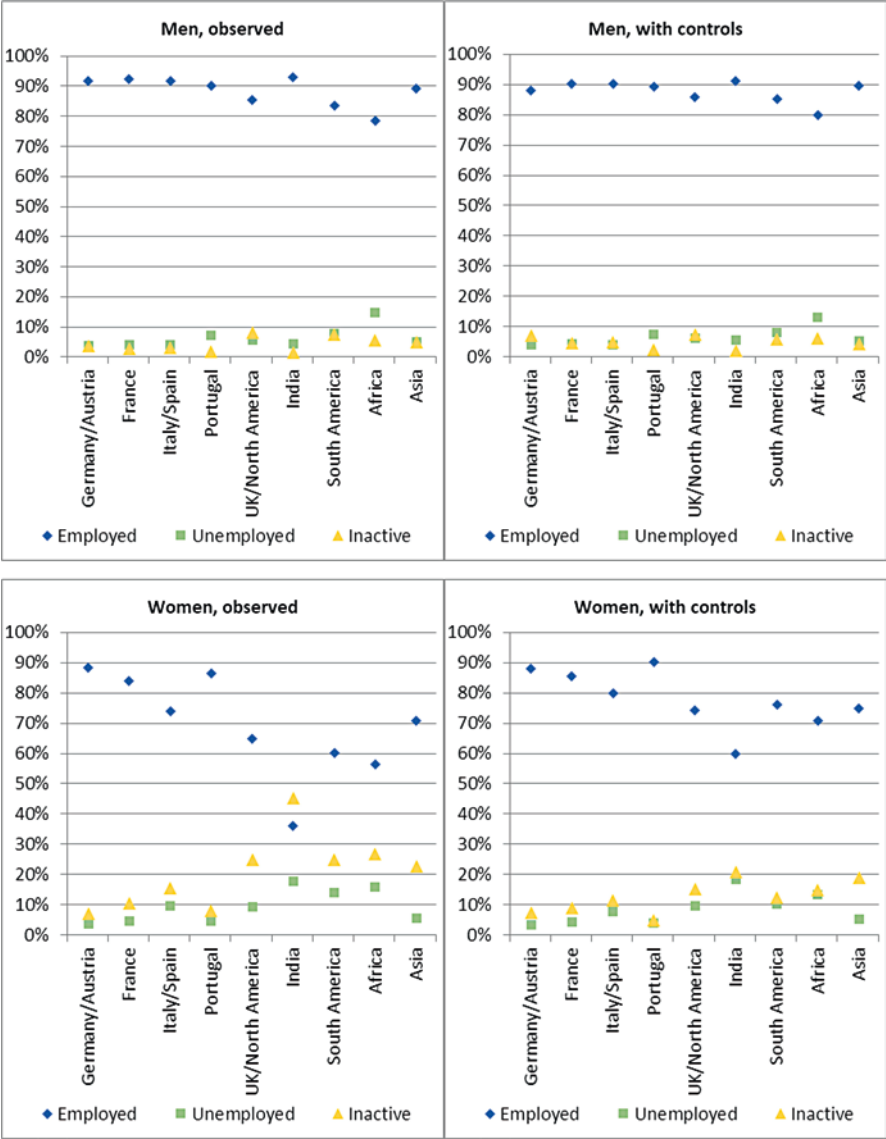 Men, observed
100%
90%
80%
70%
60%
50%
40%
30%
20%
10%
0%
Germany/Austria
France
Italy/Spain
Portugal
UK/North America
India
South America
Africa
Asia
Employed Unemployed Inactive
Men, with controls
100%
90%
80%
70%
60%
50%
40%
30%
20%
10%
0%
Germany/Austria
France
Italy/Spain
Portugal
UK/North America
India
South America
Africa
Asia
Employed Unemployed Inactive
Women, observed
100%
90%
80%
70%
60%
50%
40%
30%
20%
10%
0%
Germany/Austria
France
Italy/Spain
Portugal
UK/North America
India
South America
Africa
Asia
Employed Unemployed Inactive
Women, with controls
100%
90%
80%
70%
60%
50%
40%
30%
20%
10%
0%
Germany/Austria
France
Italy/Spain
Portugal
UK/North America
India
South America
Africa
Asia
Employed Unemployed Inactive